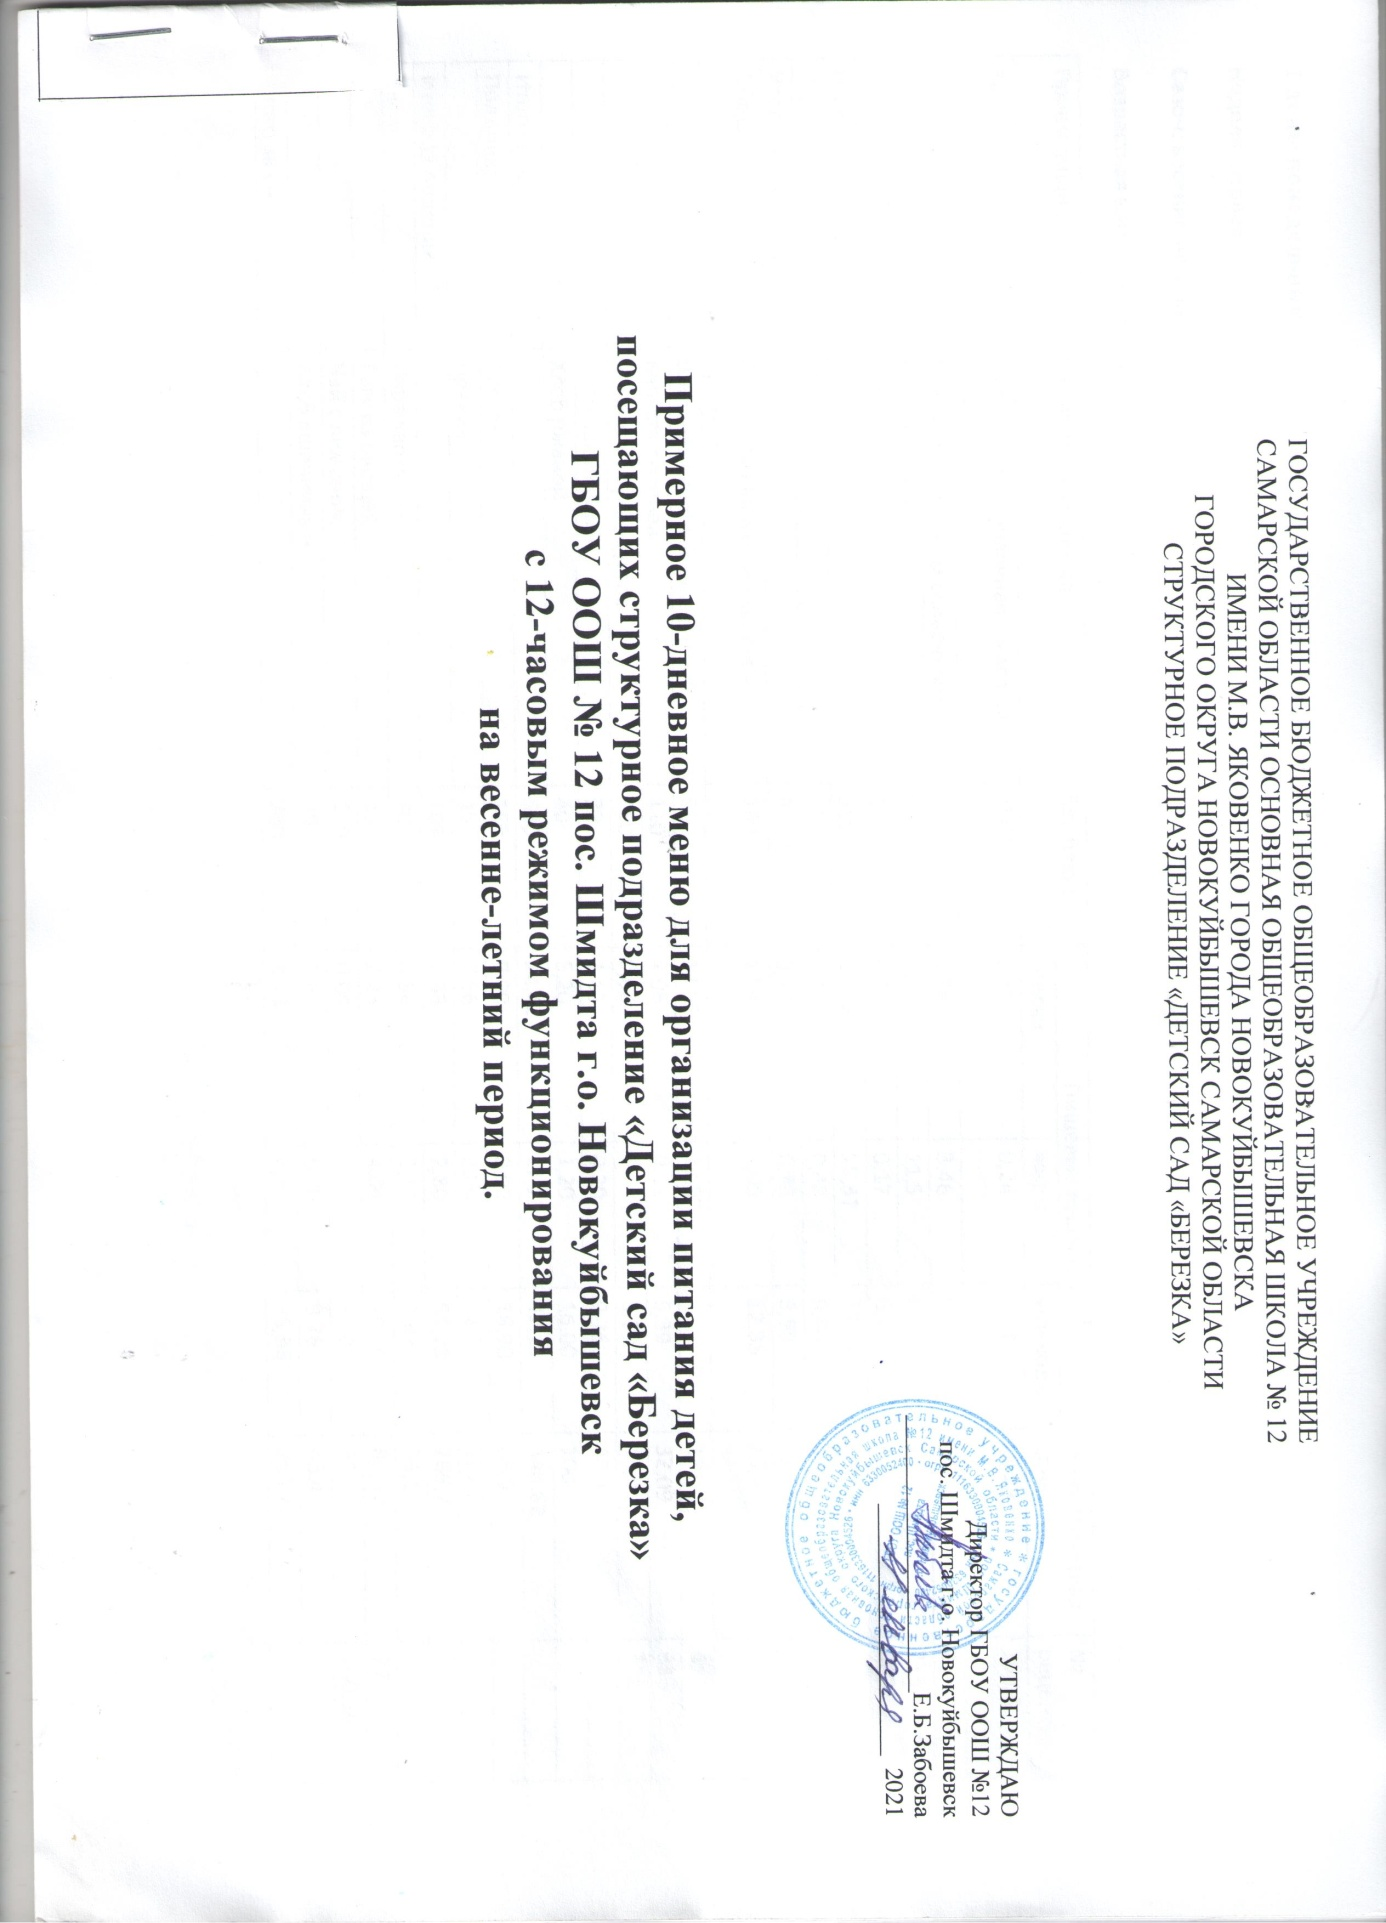 ГОСУДАРСТВЕННОЕ БЮДЖЕТНОЕ ОБЩЕОБРАЗОВАТЕЛЬНОЕ УЧРЕЖДЕНИЕ
САМАРСКОЙ ОБЛАСТИ ОСНОВНАЯ ОБЩЕОБРАЗОВАТЕЛЬНАЯ ШКОЛА № 12
ИМЕНИ М.В. ЯКОВЕНКО ГОРОДА НОВОКУЙБЫШЕВСКА
ГОРОДСКОГО ОКРУГА НОВОКУЙБЫШЕВСК САМАРСКОЙ ОБЛАСТИ
СТРУКТУРНОЕ ПОДРАЗДЕЛЕНИЕ «ДЕТСКИЙ САД «БЕРЕЗКА»
УТВЕРЖДАЮ
Директор ГБОУ ООШ №12
пос. Шмидта г.о. Новокуйбышевск
Е.Б.Забоева
2021
Примерное 10-дневное меню для организации питания детей,
посещающих структурное подразделение «Детский сад «Березка»
ГБОУ ООШ № 12 пос. Шмидта г.о. Новокуйбышевск
с 12-часовым режимом функционирования
на весенне-летний период.